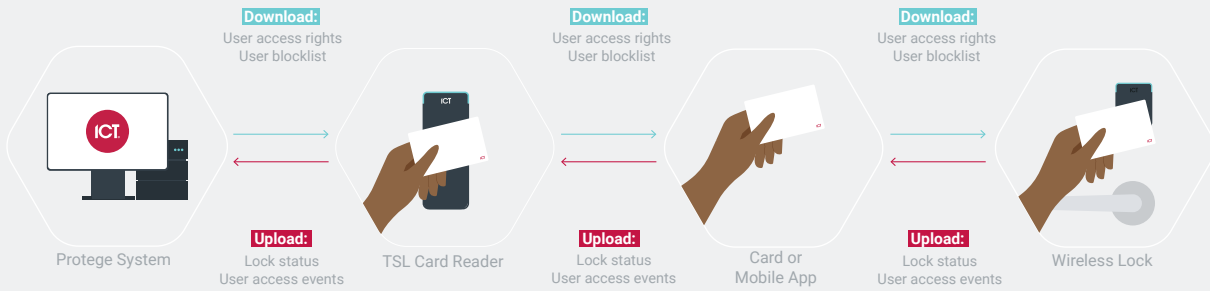 Download:
User access rights
User blocklist
Download:
User access rights
User blocklist
Download:
User access rights
User blocklist
ICT
ICT
ICT
Upload:
Lock status
User access events
Upload:
Lock status
User access events
Upload:
Lock status
User access events
Protege System
TSL Card Reader
Card or
Mobile App
Wireless Lock